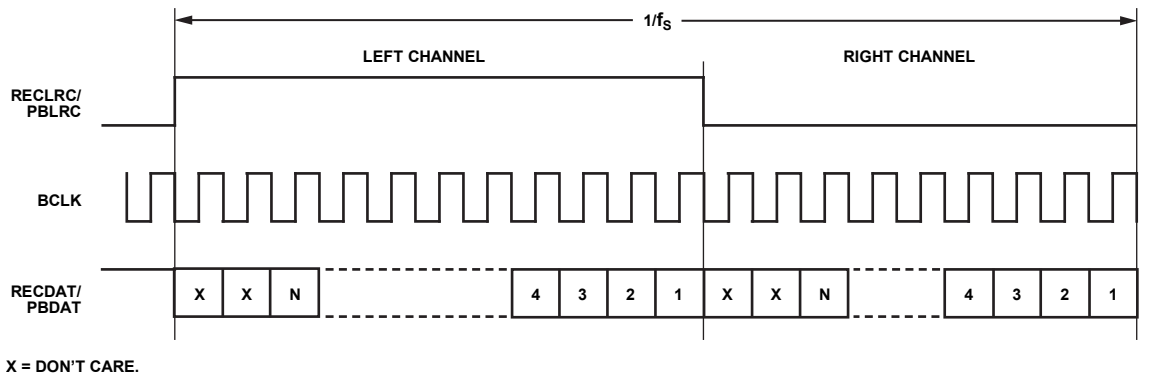 1/fS
LEFT CHANNEL
RIGHT CHANNEL
RECLRC/
PBLRC
BCLK
RECDAT/
PBDAT
X X N 4 3 2 1 X X N 4 3 2 1
X = DON'T CARE.